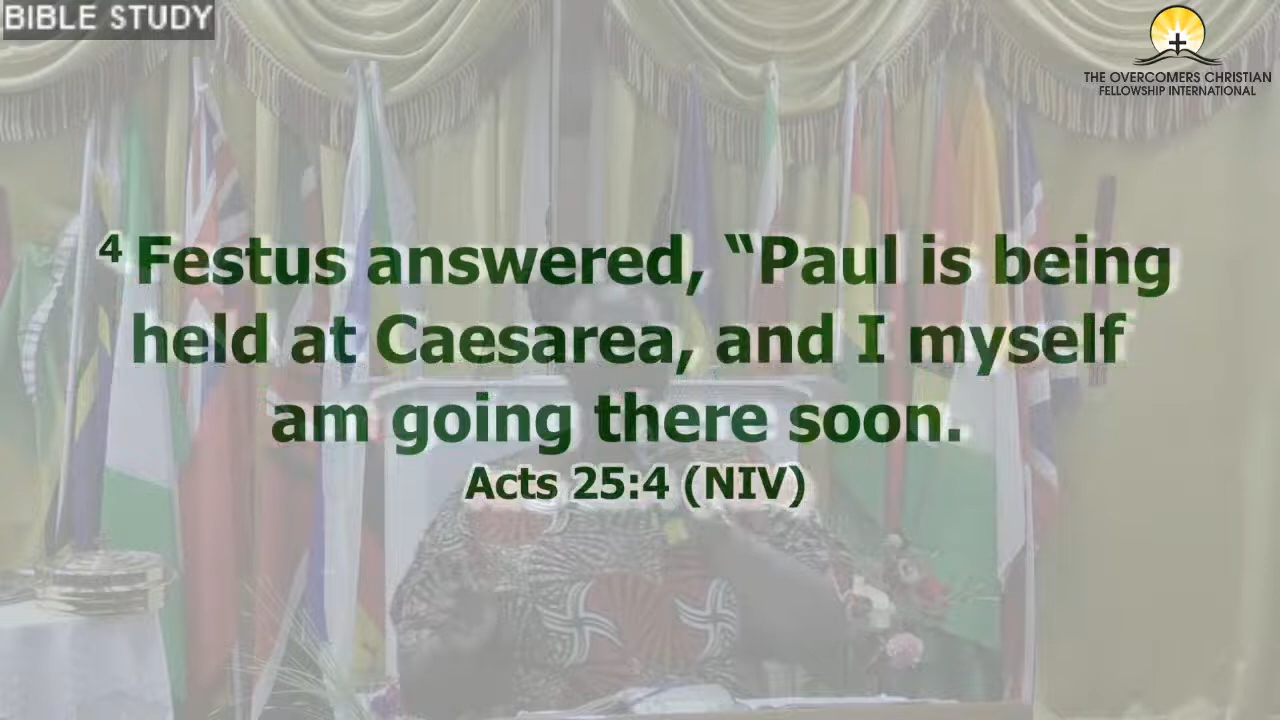 BIBLE STUDY
THE OVERCOMERS CHRISTIAN
FELLOWSHIP INTERNATIONAL
4 Festus answered, “Paul is being
held at Caesarea, and I myself
am going there soon.
Acts 25:4 (NIV)